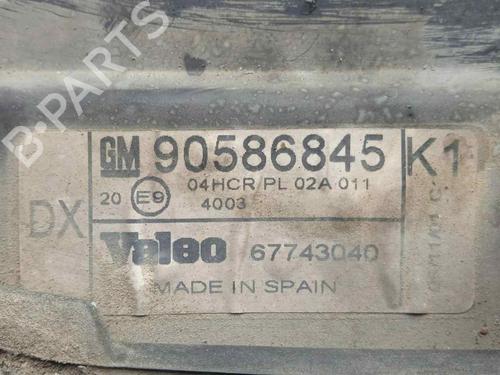 B-PARTS
GM 90586845 K1
04HCR/PL 02A 011
20 E9 4003
DX
Valeo 67743040
MADE IN SPAIN